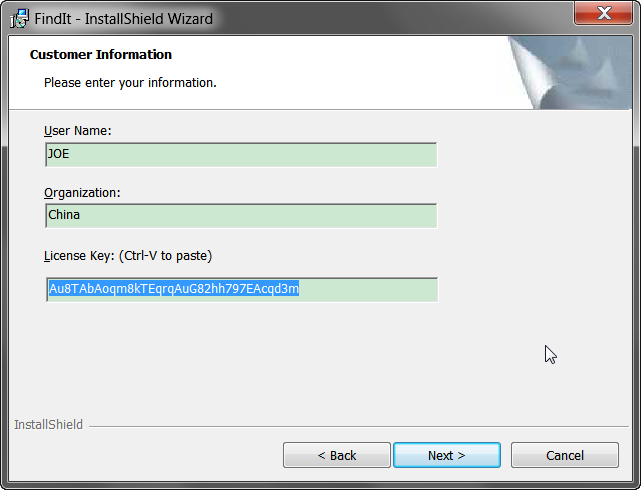 FindIt - InstallShield Wizard
Customer Information
Please enter your information.
User Name:
JOE
Organization:
China
License Key: (Ctrl-V to paste)
Au8TAbAoqm8kTEqrqAuG82hh797EAcqd3m
InstallShield
< Back
Next >
Cancel